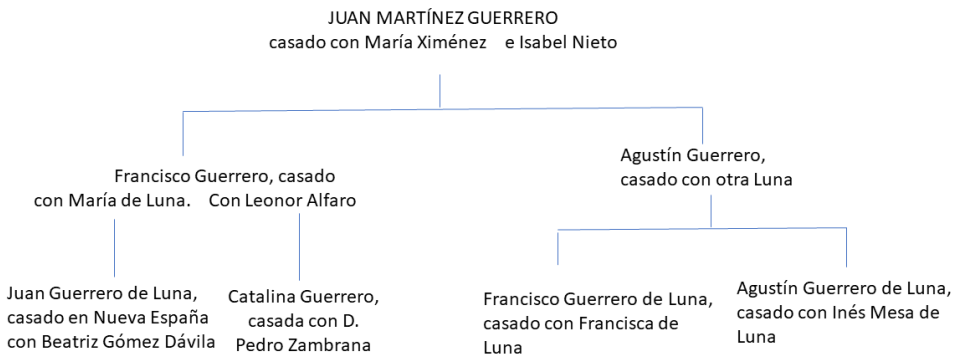 JUAN MARTÍNEZ GUERRERO
casado con María Ximénez e Isabel Nieto
Francisco Guerrero, casado
con María de Luna. Con Leonor Alfaro
Agustín Guerrero,
casado con otra Luna
Juan Guerrero de Luna,
casado en Nueva España
con Beatriz Gómez Dávila
Catalina Guerrero,
casada con D.
Pedro Zambrana
Francisco Guerrero de Luna,
casado con Francisca de
Luna
Agustín Guerrero de Luna,
casado con Inés Mesa de
Luna